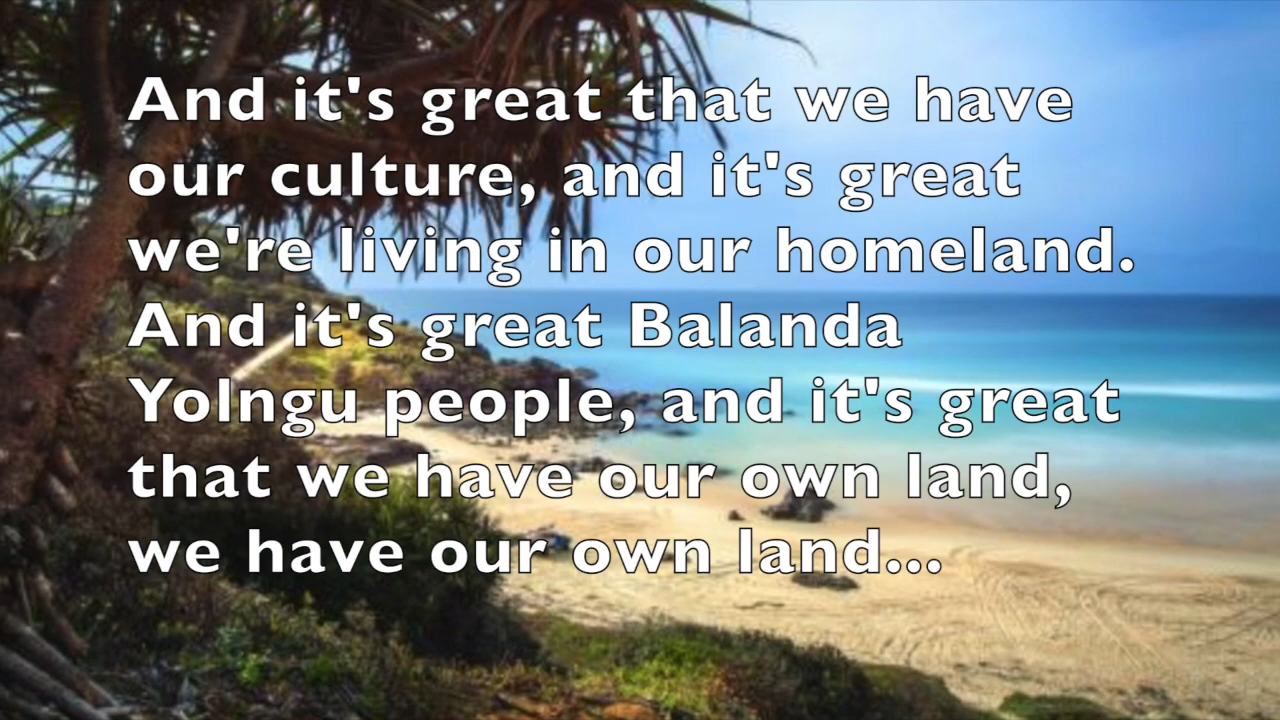 And it's great that we have
our culture, and it's great
we're living in our homeland.
And it's great Balanda
Yolngu people, and it's great
that we have our own land,
we have our own land...